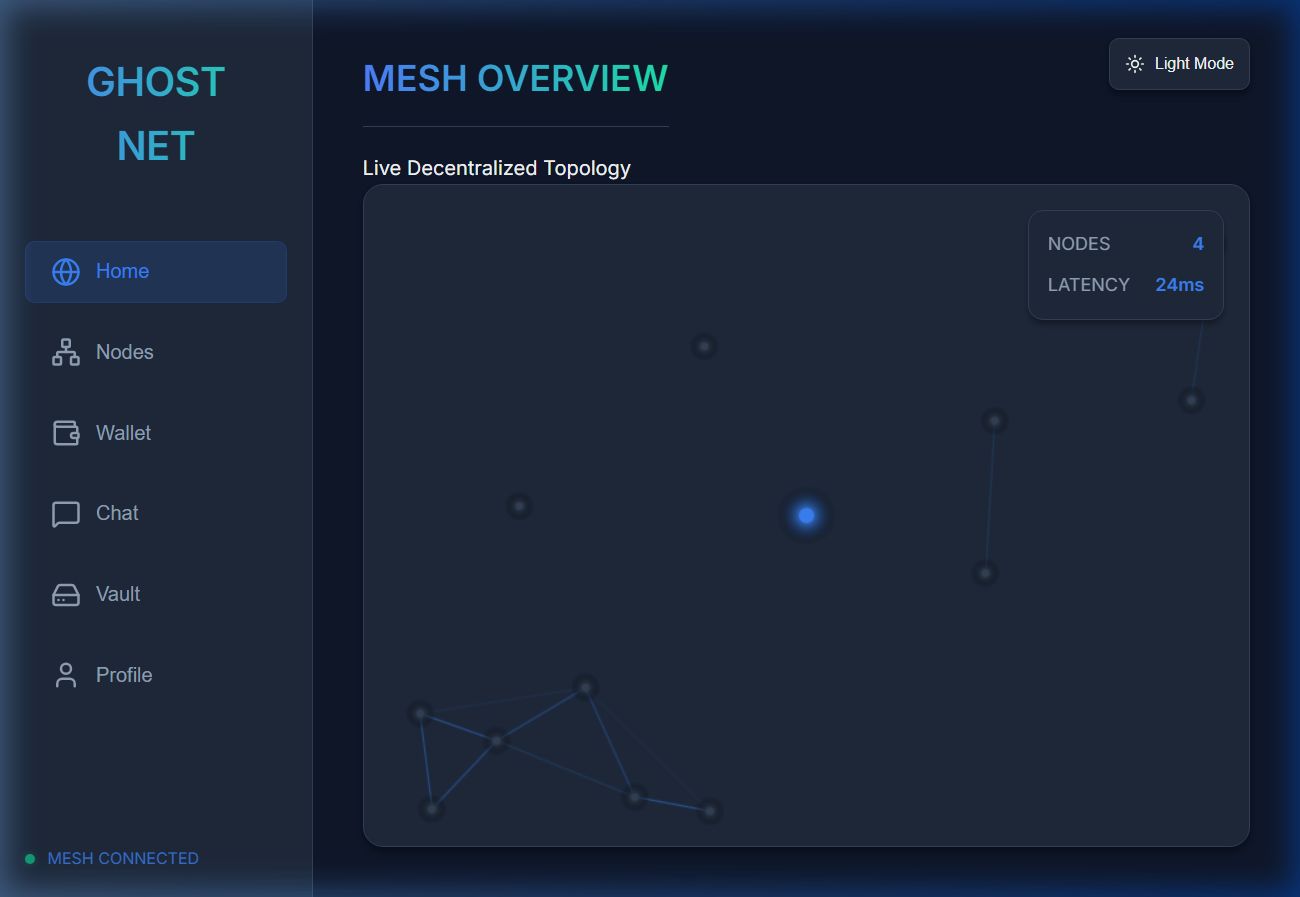 GHOST
NET
Home
Nodes
Wallet
Chat
Vault
Profile
MESH CONNECTED
MESH OVERVIEW
Light Mode
Live Decentralized Topology
NODES 4
LATENCY 24ms